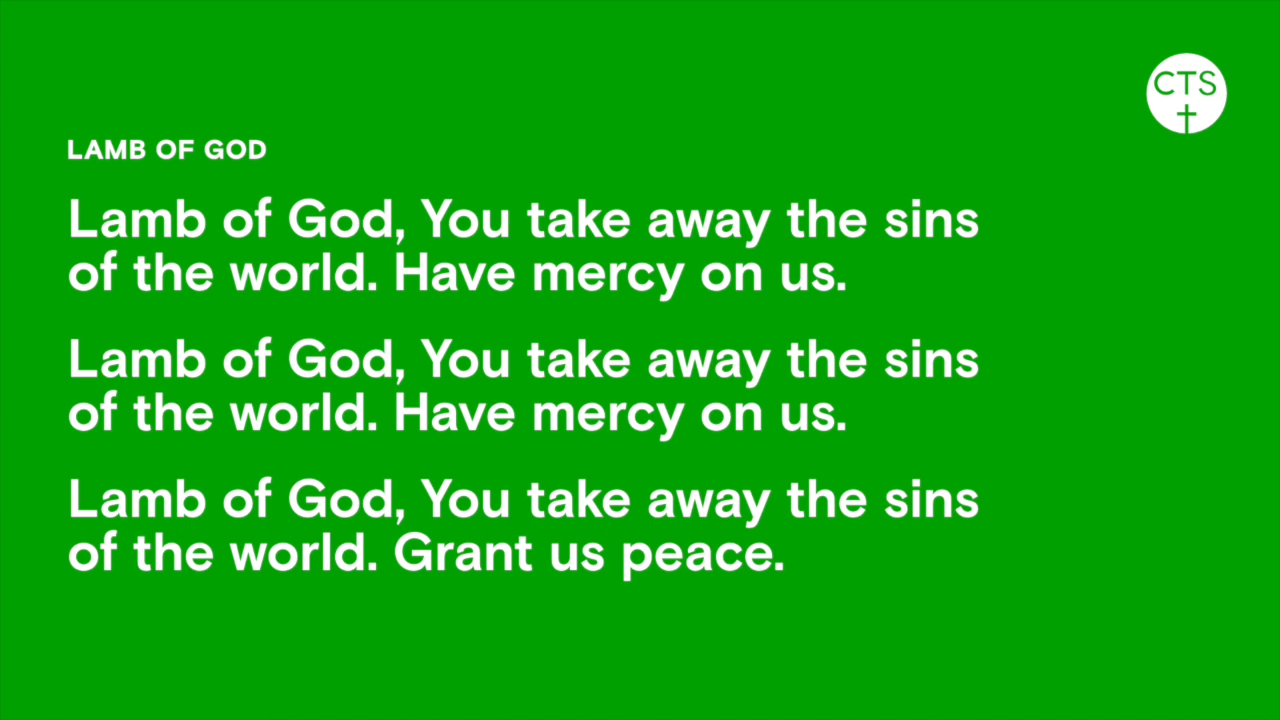 CTS
LAMB OF GOD
Lamb of God, You take away the sins
of the world. Have mercy on us.
Lamb of God, You take away the sins
of the world. Have mercy on us.
Lamb of God, You take away the sins
of the world. Grant us peace.